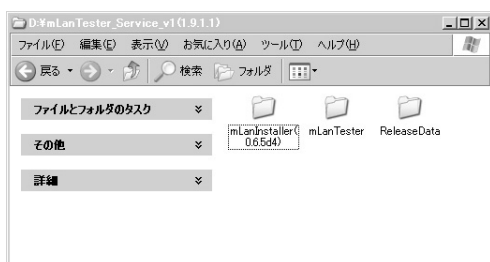 D:¥mLanTester_Service_v1(1.9.1.1)
ファイル(F) 編集(E) 表示(V) お気に入り(A) ツール(T) ヘルプ(H)
戻る 検索 フォルダ
ファイルとフォルダのタスク
その他
詳細
mLanInstaller(
0.6.5d4)
mLanTester
ReleaseData